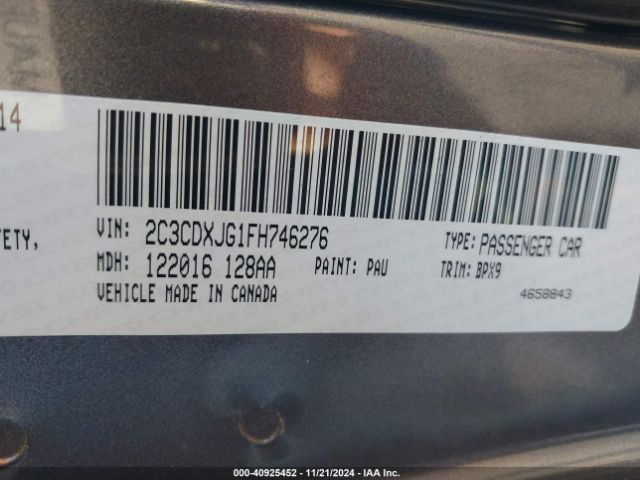 14
ETY,
VIN: 2C3CDXJG1FH746276
TYPE: PASSENGER CAR
MDH: 122016 128AA
PAINT: PAU
TRIM: BPX9
VEHICLE MADE IN CANADA
4658843
000-40925452 - 11/21/2024 - IAA Inc.